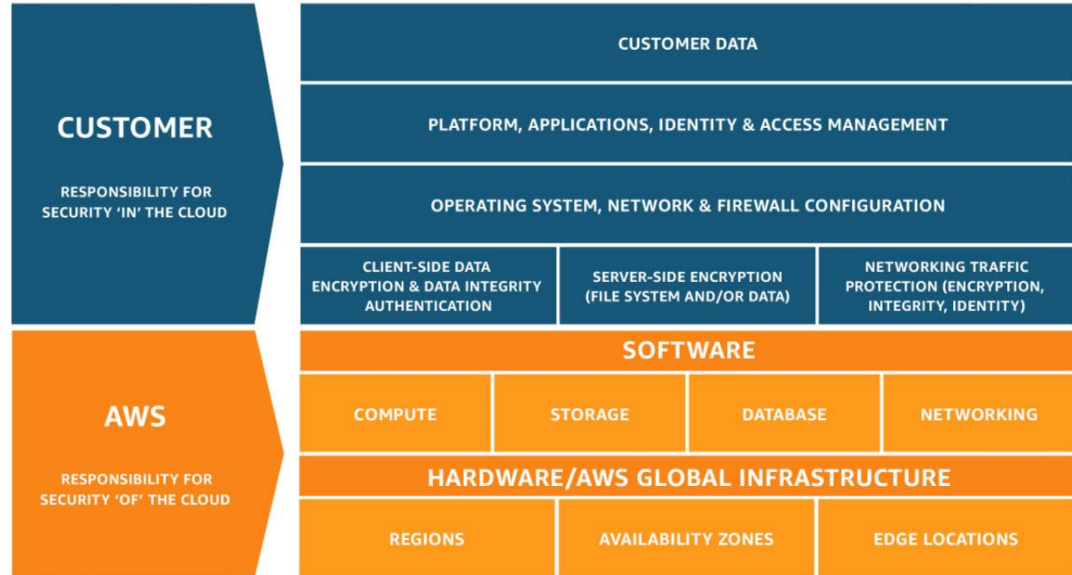 CUSTOMER
RESPONSIBILITY FOR
SECURITY ‘IN’ THE CLOUD
CUSTOMER DATA
PLATFORM, APPLICATIONS, IDENTITY & ACCESS MANAGEMENT
OPERATING SYSTEM, NETWORK & FIREWALL CONFIGURATION
CLIENT-SIDE DATA
ENCRYPTION & DATA INTEGRITY
AUTHENTICATION
SERVER-SIDE ENCRYPTION
(FILE SYSTEM AND/OR DATA)
NETWORKING TRAFFIC
PROTECTION (ENCRYPTION,
INTEGRITY, IDENTITY)
AWS
RESPONSIBILITY FOR
SECURITY ‘OF’ THE CLOUD
SOFTWARE
COMPUTE
STORAGE
DATABASE
NETWORKING
HARDWARE/AWS GLOBAL INFRASTRUCTURE
REGIONS
AVAILABILITY ZONES
EDGE LOCATIONS